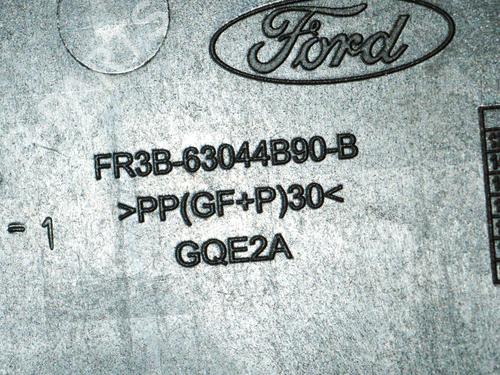 Ford
FR3B-63044B90-B
>PP(GF+P)30<
- 1
GQE2A